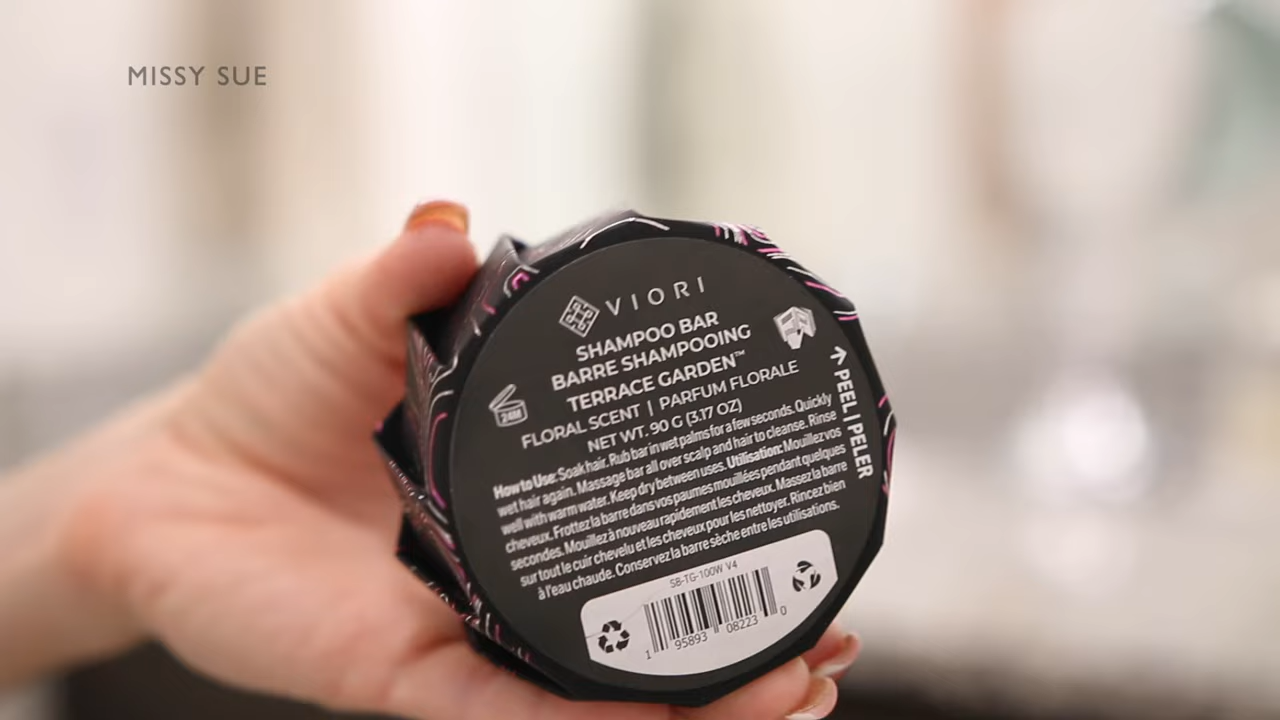 MISSY SUE
VIORI
SHAMPOO BAR
BARRE SHAMPOOING
TERRACE GARDEN™
FLORAL SCENT | PARFUM FLORALE
NET WT. 90 G (3.17 OZ)
24M
PEEL | PELER
How to Use: Soak hair. Rub bar in wet palms for a few seconds. Quickly
wet hair again. Massage bar all over scalp and hair to cleanse. Rinse
well with warm water. Keep dry between uses. Utilisation: Mouillez vos
cheveux. Frottez la barre dans vos paumes mouillées pendant quelques
secondes. Mouillez à nouveau rapidement les cheveux. Massez la barre
sur tout le cuir chevelu et les cheveux pour les nettoyer. Rincez bien
à l'eau chaude. Conservez la barre sèche entre les utilisations.
SB-TG-100W V4
1 95893 08223 0